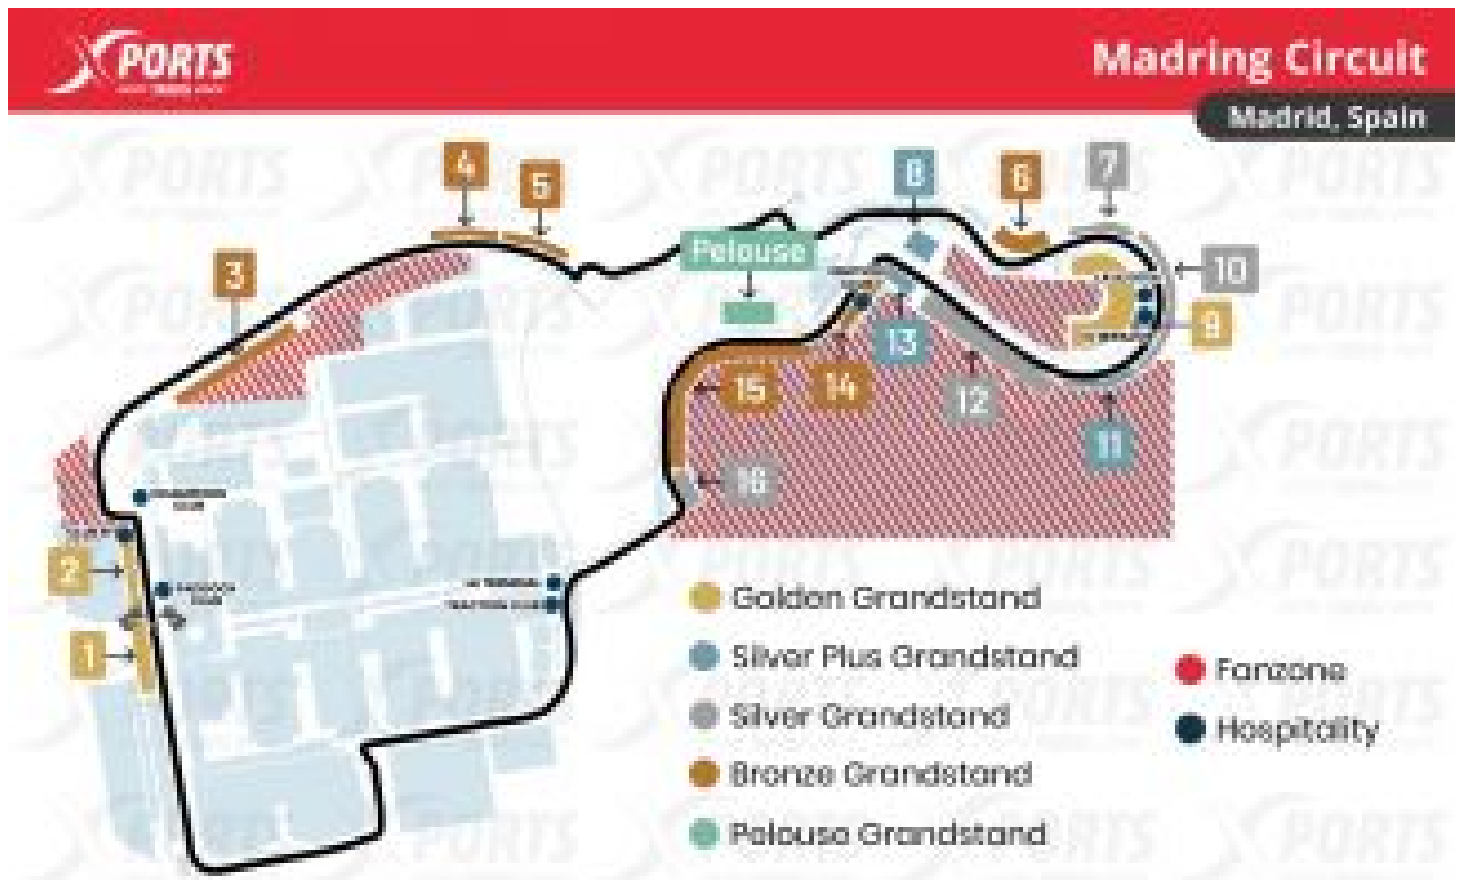 XPORTS
Madring Circuit
Madrid, Spain
4
5
8
6
7
3
Pelouse
10
9
13
15
14
12
11
16
2
1
Golden Grandstand
Silver Plus Grandstand
Silver Grandstand
Bronze Grandstand
Pelouse Grandstand
Fanzone
Hospitality